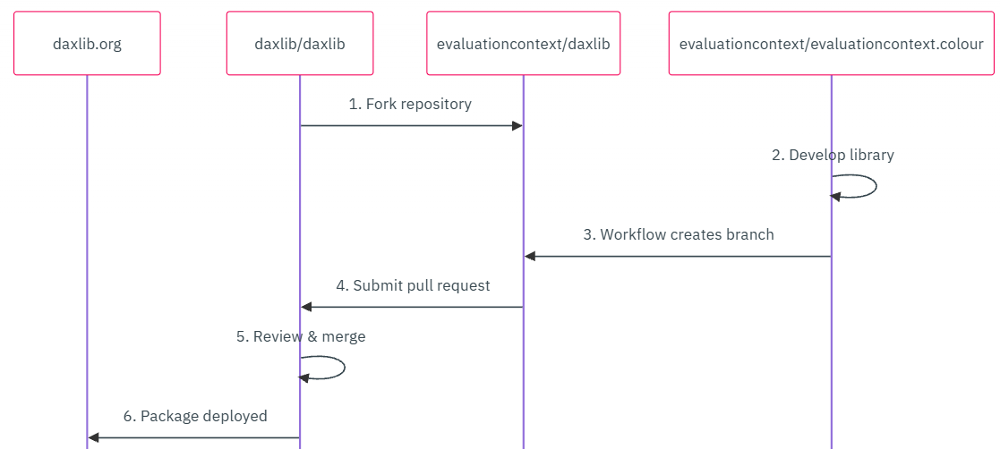 daxlib.org
daxlib/daxlib
evaluationcontext/daxlib
evaluationcontext/evaluationcontext.colour
1. Fork repository
2. Develop library
3. Workflow creates branch
4. Submit pull request
5. Review & merge
6. Package deployed